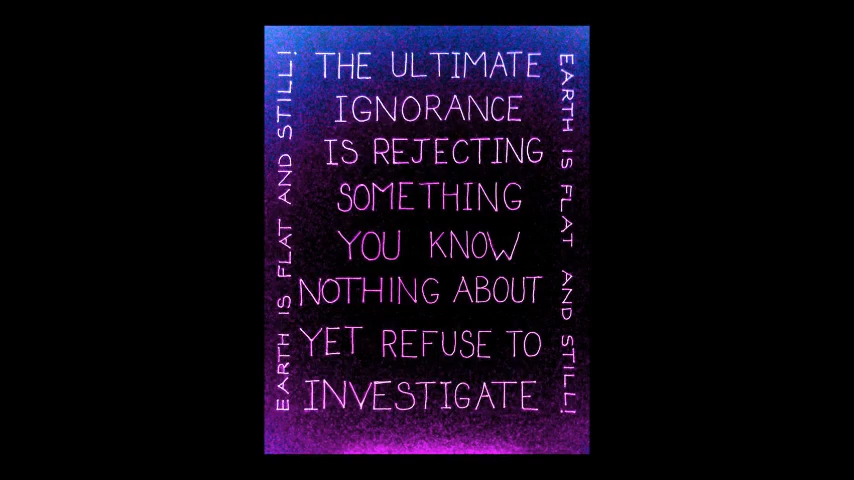 THE ULTIMATE
IGNORANCE
IS REJECTING
SOMETHING
YOU KNOW
NOTHING ABOUT
YET REFUSE TO
INVESTIGATE
EARTH IS FLAT AND STILL!
EARTH IS FLAT AND STILL!